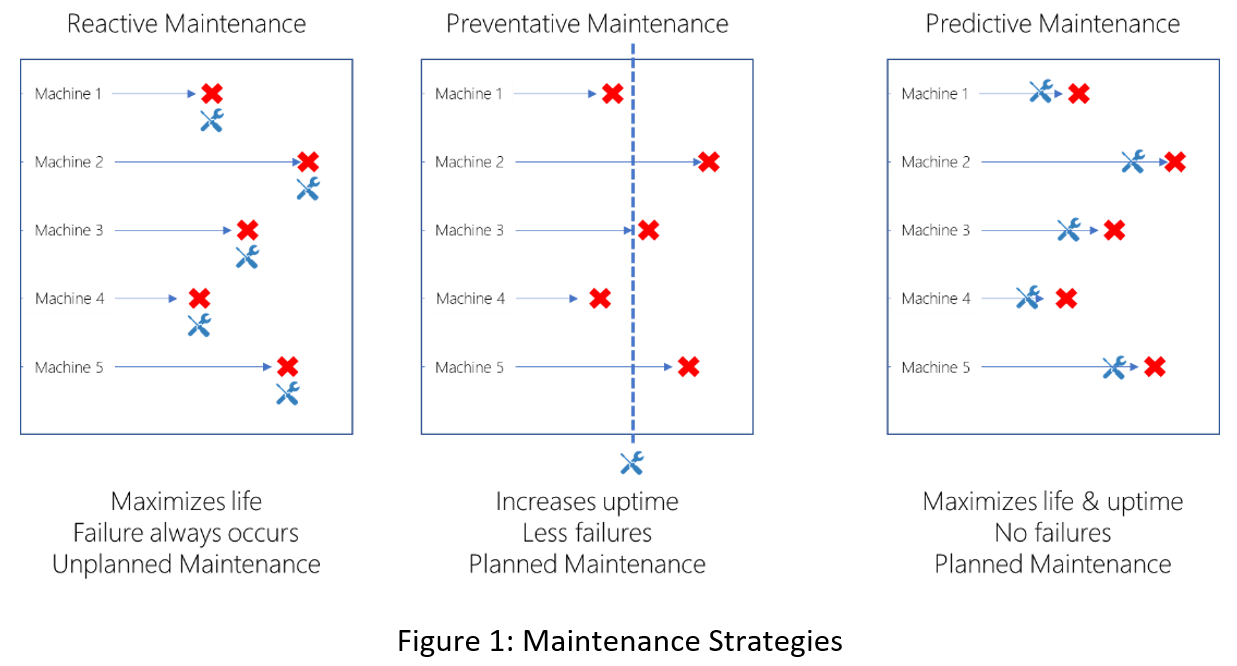 Reactive Maintenance
Machine 1
Machine 2
Machine 3
Machine 4
Machine 5
Maximizes life
Failure always occurs
Unplanned Maintenance
Preventative Maintenance
Machine 1
Machine 2
Machine 3
Machine 4
Machine 5
Increases uptime
Less failures
Planned Maintenance
Predictive Maintenance
Machine 1
Machine 2
Machine 3
Machine 4
Machine 5
Maximizes life & uptime
No failures
Planned Maintenance
Figure 1: Maintenance Strategies